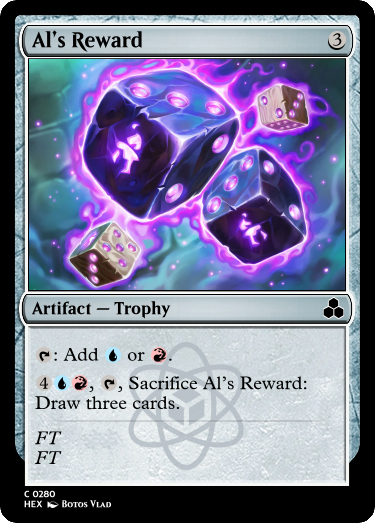 Al's Reward 3
Artifact — Trophy
: Add or .
4 , , Sacrifice Al's Reward:
Draw three cards.
FT
FT
C 0280
HEX Botos Vlad